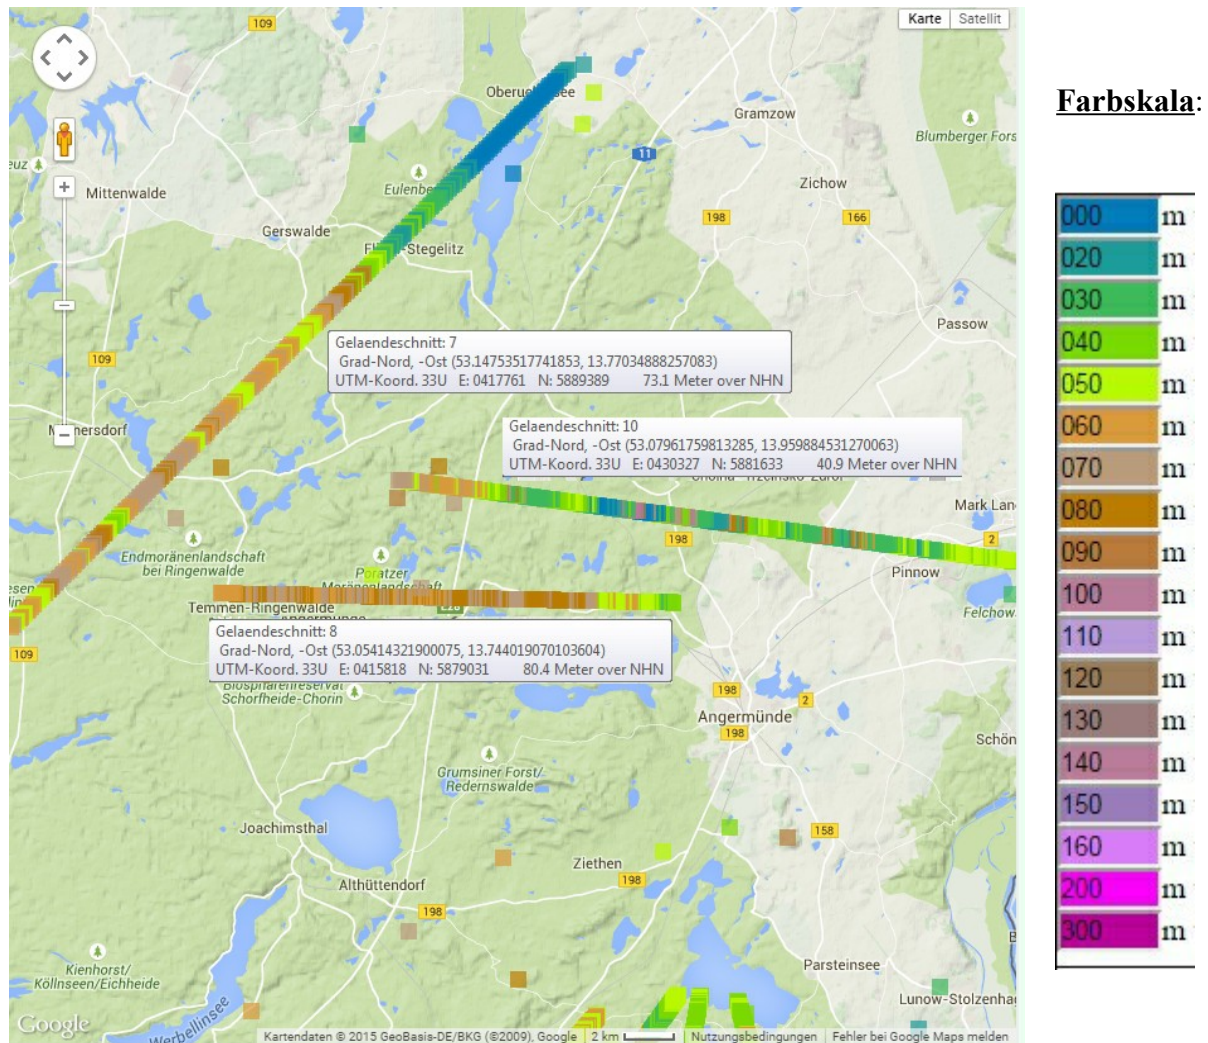 109
Karte Satellit
Farbskala:
Gramzow
Blumberger Fors
11
Mittenwalde
Zichow
Gerswalde
198
166
Passow
109
Gelaendeschnitt: 7
Grad-Nord, -Ost (53.14753517741853, 13.77034888257083)
UTM-Koord. 33U E: 0417761 N: 5889389 73.1 Meter over NHN
Gelaendeschnitt: 10
Grad-Nord, -Ost (53.07961759813285, 13.959884531270063)
UTM-Koord. 33U E: 0430327 N: 5881633 40.9 Meter over NHN
Mark Lan
198
2
Endmoränenlandschaft
bei Ringenwalde
Poratzer
Moränenlandschaft
Pinnow
Felchow
Temmen-Ringenwalde
E28
109
Gelaendeschnitt: 8
Grad-Nord, -Ost (53.05414321900075, 13.744019070103604)
UTM-Koord. 33U E: 0415818 N: 5879031 80.4 Meter over NHN
Biosphärenreservat
Schorfheide-Chorin
198
2
Angermünde
198
Schön
Grumsiner Forst/
Redernswalde
Joachimsthal
158
Ziethen
198
Althüttendorf
198
Kienhorst/
Köllnseen/Eichheide
Parsteinsee
Lunow-Stolzenha
Werbellinsee
Google
Kartendaten © 2015 GeoBasis-DE/BKG (©2009), Google 2 km Nutzungsbedingungen Fehler bei Google Maps melden
000 m
020 m
030 m
040 m
050 m
060 m
070 m
080 m
090 m
100 m
110 m
120 m
130 m
140 m
150 m
160 m
200 m
300 m